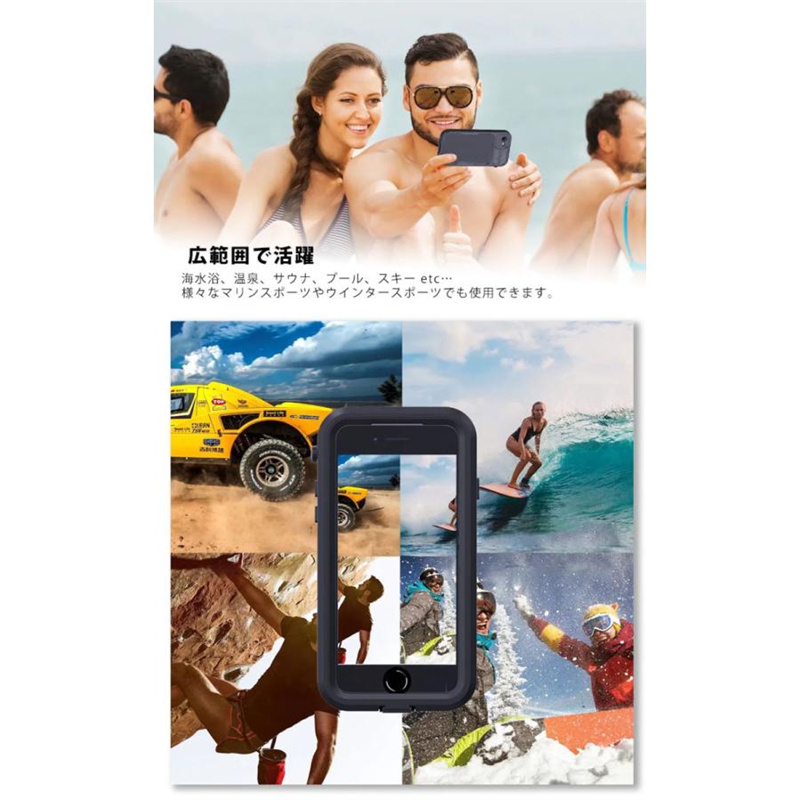 広範囲で活躍
海水浴、温泉、サウナ、プール、スキー etc…
様々なマリンスポーツやウインタースポーツでも使用できます。